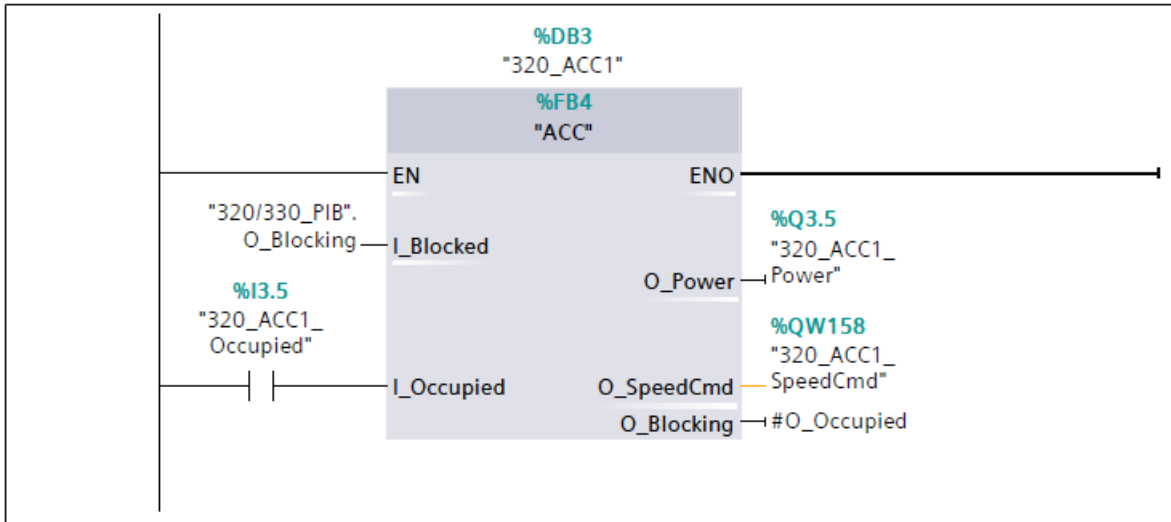 %DB3
"320_ACC1"
%FB4
"ACC"
EN
ENO
"320/330_PIB".
O_Blocking
I_Blocked
%Q3.5
"320_ACC1_
Power"
O_Power
%I3.5
"320_ACC1_
Occupied"
I_Occupied
%QW158
"320_ACC1_
SpeedCmd"
O_SpeedCmd
O_Blocking
#O_Occupied